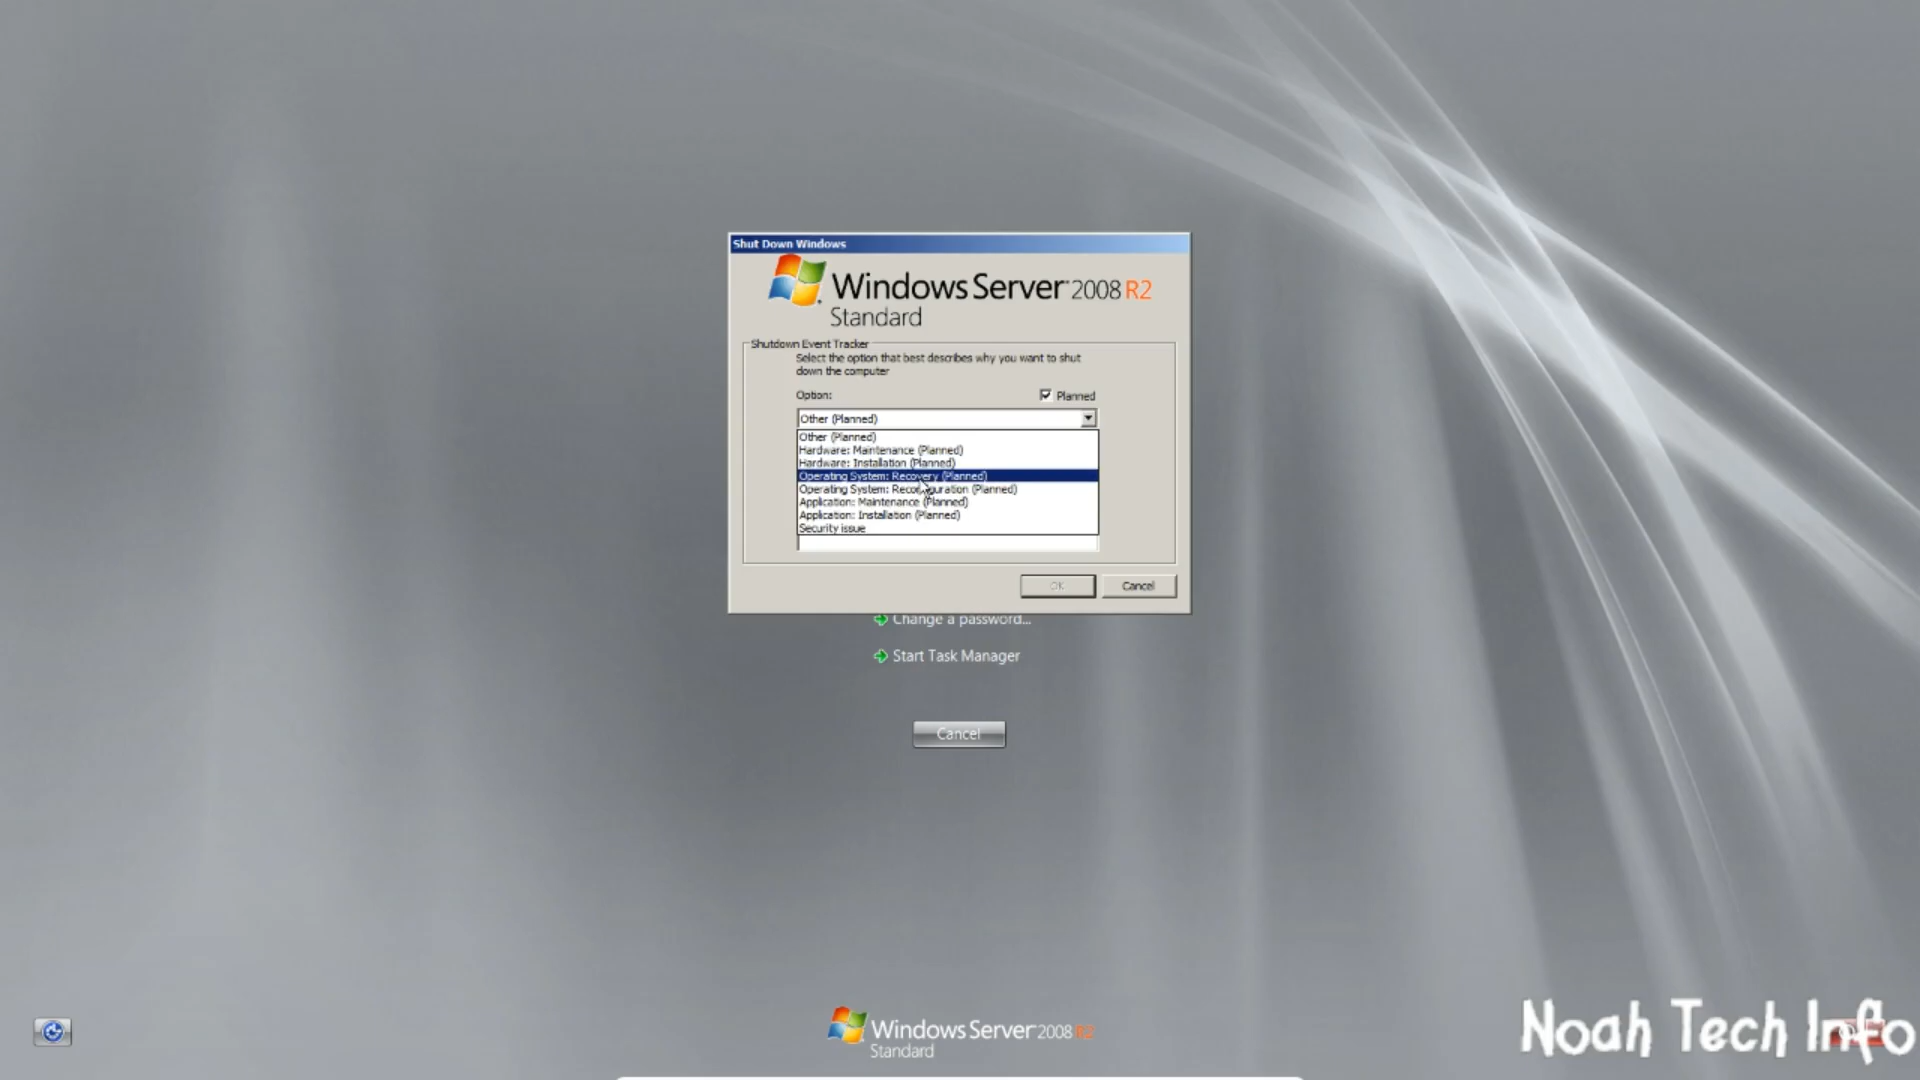 Shut Down Windows
Windows Server 2008 R2
Standard
Shutdown Event Tracker
Select the option that best describes why you want to shut
down the computer
Option:
Planned
Other (Planned)
Other (Planned)
Hardware: Maintenance (Planned)
Hardware: Installation (Planned)
Operating System: Recovery (Planned)
Operating System: Reconfiguration (Planned)
Application: Maintenance (Planned)
Application: Installation (Planned)
Security issue
OK
Cancel
Change a password...
Start Task Manager
Cancel
Windows Server 2008 R2
Standard
Noah Tech Info